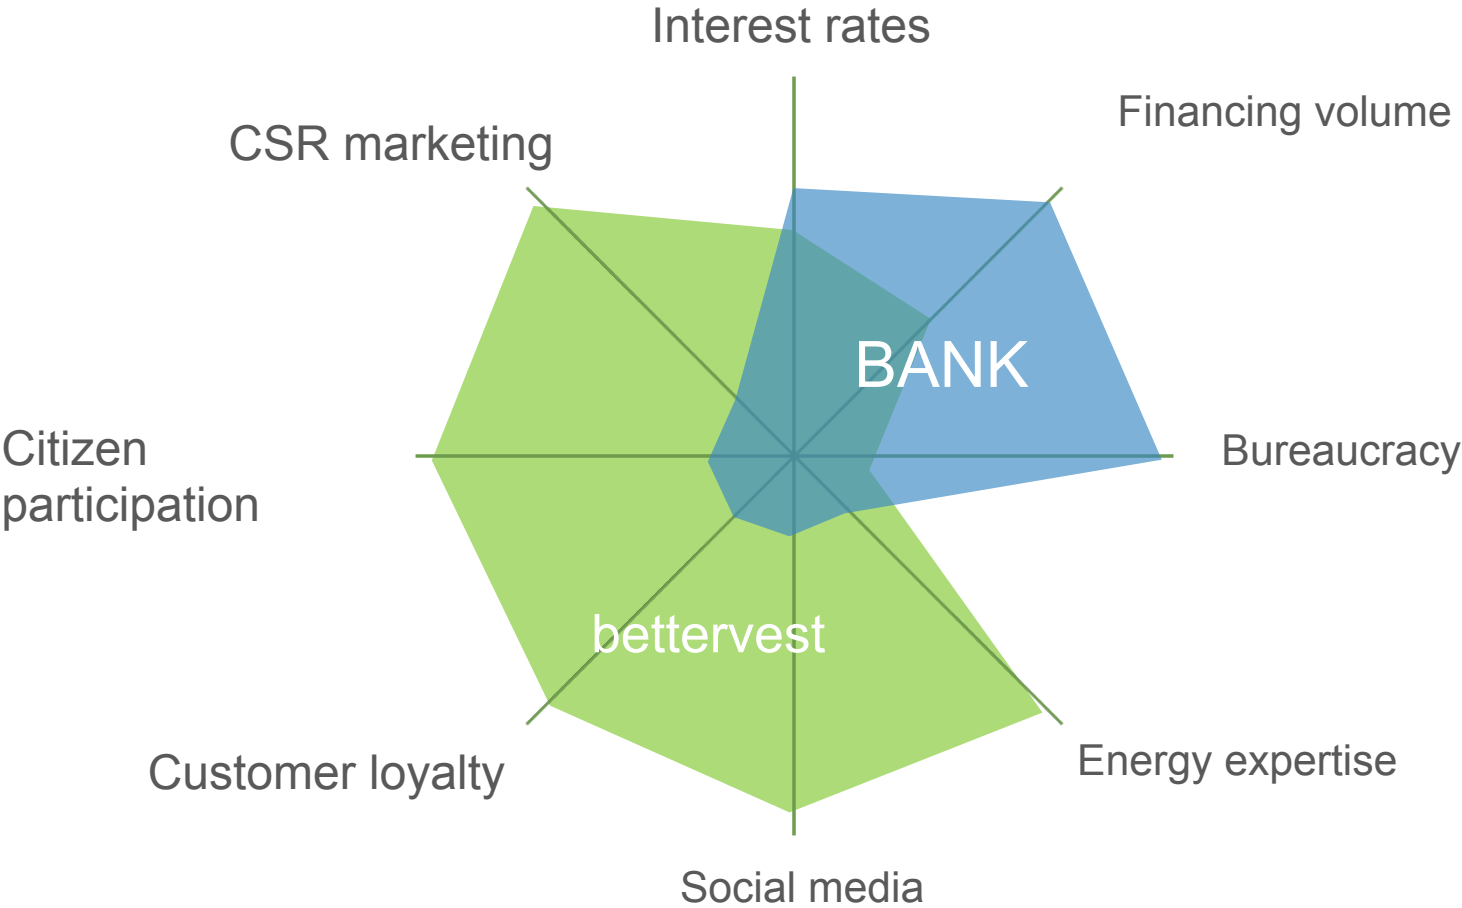 Interest rates
Financing volume
CSR marketing
BANK
Citizen
participation
Bureaucracy
bettervest
Customer loyalty
Energy expertise
Social media